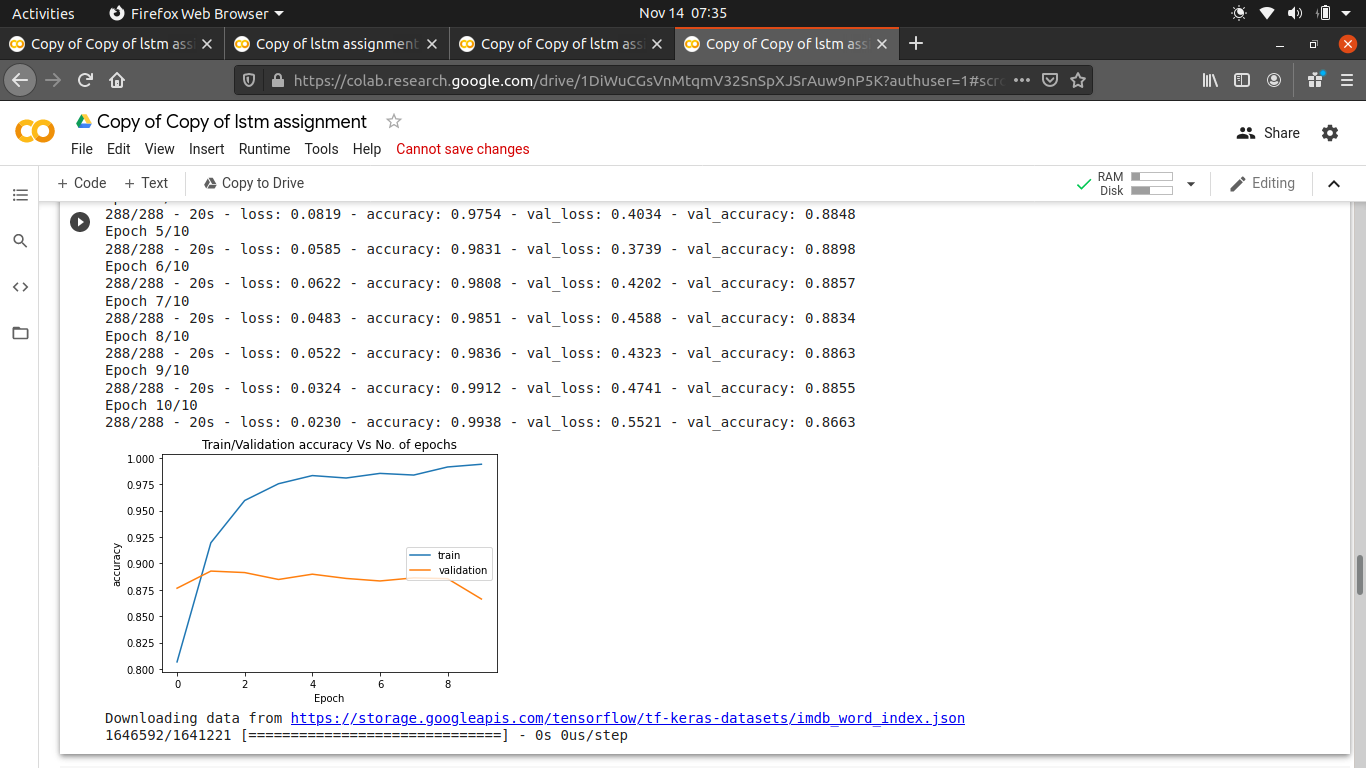 Activities
Firefox Web Browser
Nov 14 07:35
Copy of Copy of lstm ass
Copy of lstm assignment
Copy of Copy of lstm ass
Copy of Copy of lstm ass
https://colab.research.google.com/drive/1DiWuCGsVnMtqmV32SnSpXJSrAuw9nP5K?authuser=1#scr
Copy of Copy of lstm assignment
Share
File Edit View Insert Runtime Tools Help Cannot save changes
+ Code + Text Copy to Drive
RAM
Disk
Editing
288/288 - 20s - loss: 0.0819 - accuracy: 0.9754 - val_loss: 0.4034 - val_accuracy: 0.8848
Epoch 5/10
288/288 - 20s - loss: 0.0585 - accuracy: 0.9831 - val_loss: 0.3739 - val_accuracy: 0.8898
Epoch 6/10
288/288 - 20s - loss: 0.0622 - accuracy: 0.9808 - val_loss: 0.4202 - val_accuracy: 0.8857
Epoch 7/10
288/288 - 20s - loss: 0.0483 - accuracy: 0.9851 - val_loss: 0.4588 - val_accuracy: 0.8834
Epoch 8/10
288/288 - 20s - loss: 0.0522 - accuracy: 0.9836 - val_loss: 0.4323 - val_accuracy: 0.8863
Epoch 9/10
288/288 - 20s - loss: 0.0324 - accuracy: 0.9912 - val_loss: 0.4741 - val_accuracy: 0.8855
Epoch 10/10
288/288 - 20s - loss: 0.0230 - accuracy: 0.9938 - val_loss: 0.5521 - val_accuracy: 0.8663
Train/Validation accuracy Vs No. of epochs
1.000
0.975
0.950
0.925
0.900
0.875
0.850
0.825
0.800
accuracy
train
validation
0 2 4 6 8
Epoch
Downloading data from https://storage.googleapis.com/tensorflow/tf-keras-datasets/imdb_word_index.json
1646592/1641221 [==============================] - 0s 0us/step